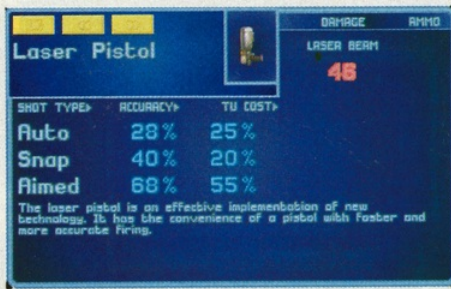 DAMAGE AMMO
Laser Pistol
LASER BEAM
46
SHOT TYPE▸ ACCURACY▸ TU COST▸
Auto 28% 25%
Snap 40% 20%
Aimed 68% 55%
The laser pistol is an effective implementation of new
technology. It has the convenience of a pistol with faster and
more accurate firing.